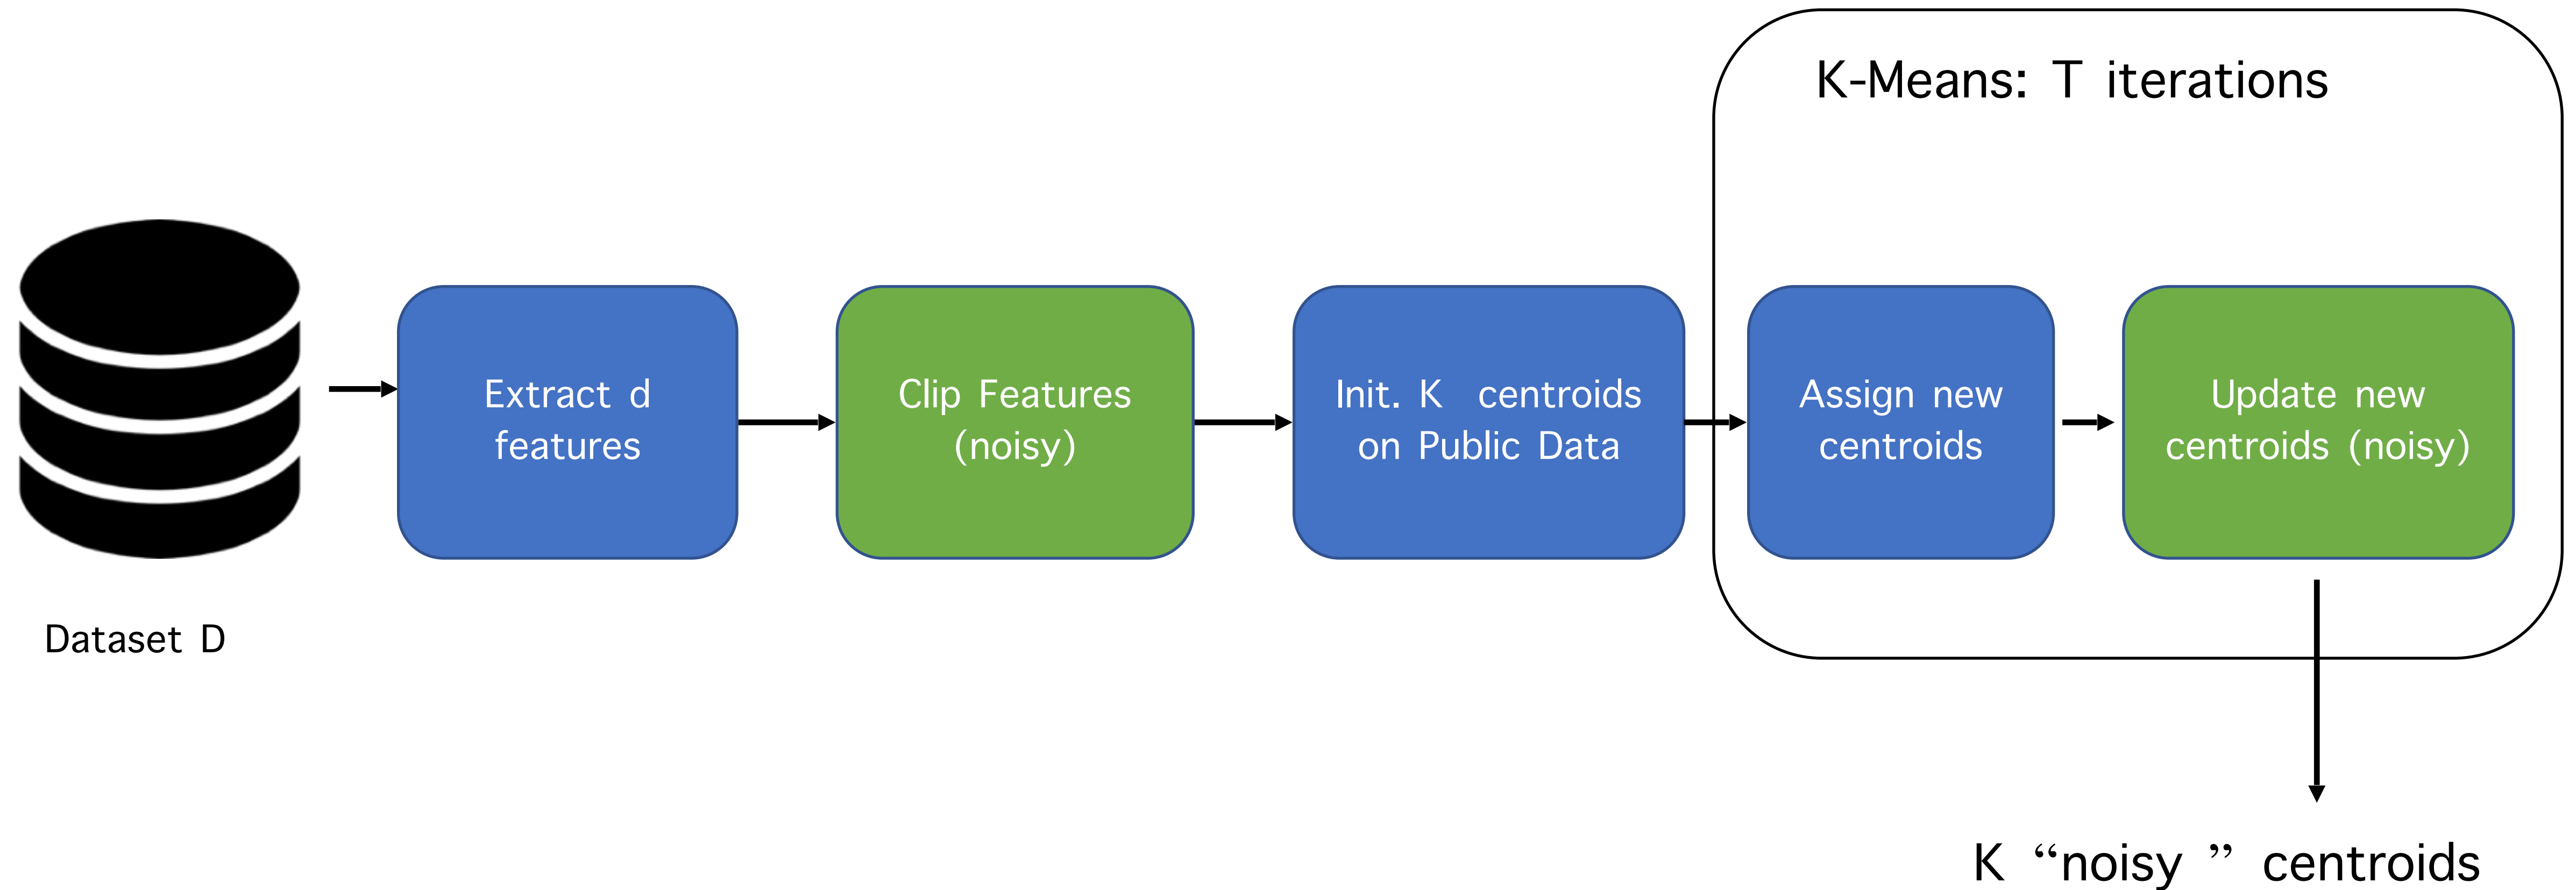 K-Means: T iterations
Extract d
features
Clip Features
(noisy)
Init. K centroids
on Public Data
Assign new
centroids
Update new
centroids (noisy)
Dataset D
K “noisy ” centroids